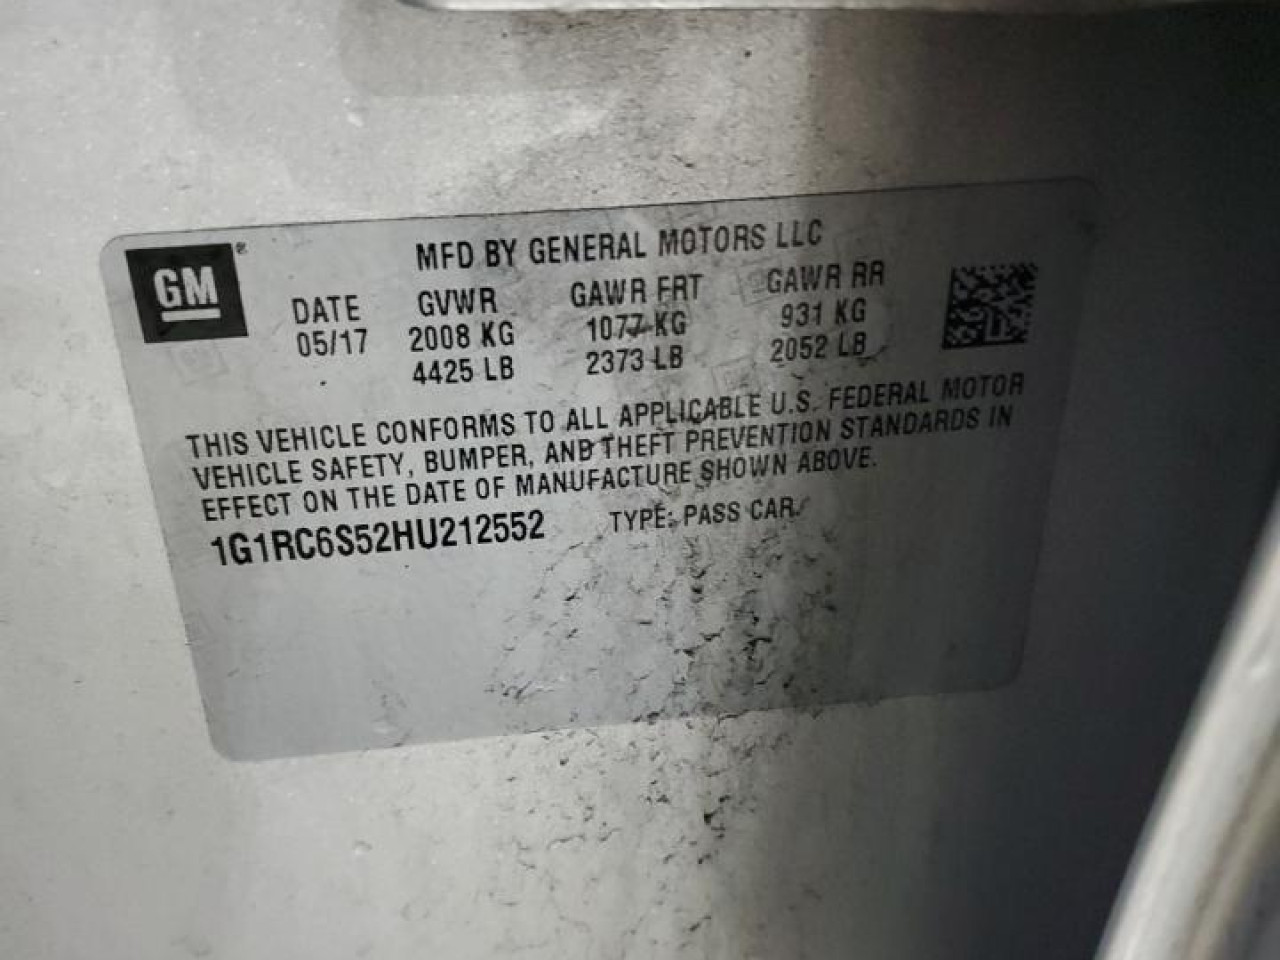 GM®
MFD BY GENERAL MOTORS LLC
DATE GVWR GAWR FRT GAWR RR
05/17 2008 KG 1077 KG 931 KG
4425 LB 2373 LB 2052 LB
THIS VEHICLE CONFORMS TO ALL APPLICABLE U.S. FEDERAL MOTOR
VEHICLE SAFETY, BUMPER, AND THEFT PREVENTION STANDARDS IN
EFFECT ON THE DATE OF MANUFACTURE SHOWN ABOVE.
1G1RC6S52HU212552 TYPE: PASS CAR